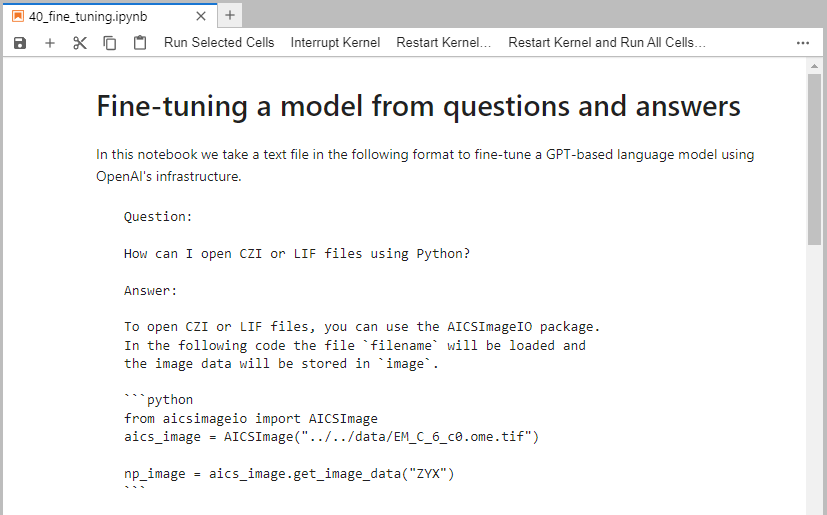 40_fine_tuning.ipynb
Run Selected Cells Interrupt Kernel Restart Kernel… Restart Kernel and Run All Cells…
Fine-tuning a model from questions and answers
In this notebook we take a text file in the following format to fine-tune a GPT-based language model using
OpenAI's infrastructure.
Question:
How can I open CZI or LIF files using Python?
Answer:
To open CZI or LIF files, you can use the AICSImageIO package.
In the following code the file `filename` will be loaded and
the image data will be stored in `image`.
```python
from aicsimageio import AICSImage
aics_image = AICSImage("../../data/EM_C_6_c0.ome.tif")
np_image = aics_image.get_image_data("ZYX")
```